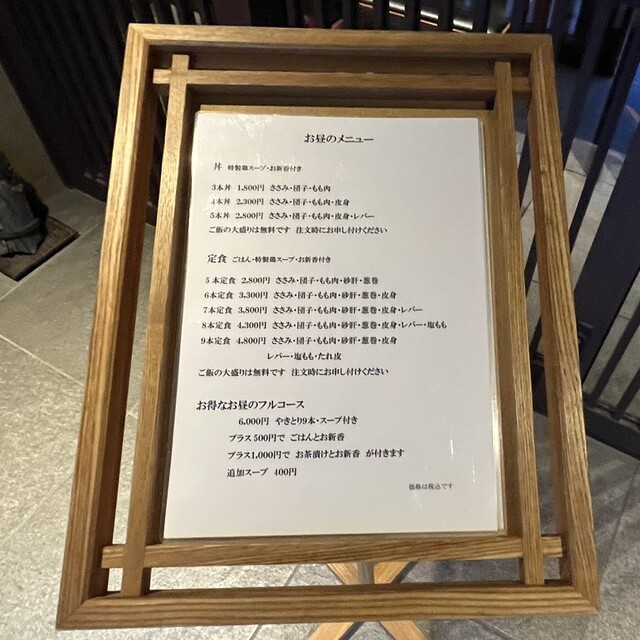 お昼のメニュー
丼 特製鶏スープ・お新香付き
3本丼 1,800円 ささみ・団子・もも肉
4本丼 2,300円 ささみ・団子・もも肉・皮身
5本丼 2,800円 ささみ・団子・もも肉・皮身・レバー
ご飯の大盛りは無料です 注文時にお申し付けください
定食 ごはん・特製鶏スープ・お新香付き
5本定食 2,800円 ささみ・団子・もも肉・砂肝・葱巻
6本定食 3,300円 ささみ・団子・もも肉・砂肝・葱巻・皮身
7本定食 3,800円 ささみ・団子・もも肉・砂肝・葱巻・皮身・レバー
8本定食 4,300円 ささみ・団子・もも肉・砂肝・葱巻・皮身・レバー・塩もも
9本定食 4,800円 ささみ・団子・もも肉・砂肝・葱巻・皮身
レバー・塩もも・たれ皮
ご飯の大盛りは無料です 注文時にお申し付けください
お得なお昼のフルコース
6,000円 やきとり9本・スープ付き
プラス500円で ごはんとお新香
プラス1,000円で お茶漬けとお新香 が付きます
追加スープ 400円
価格は税込です